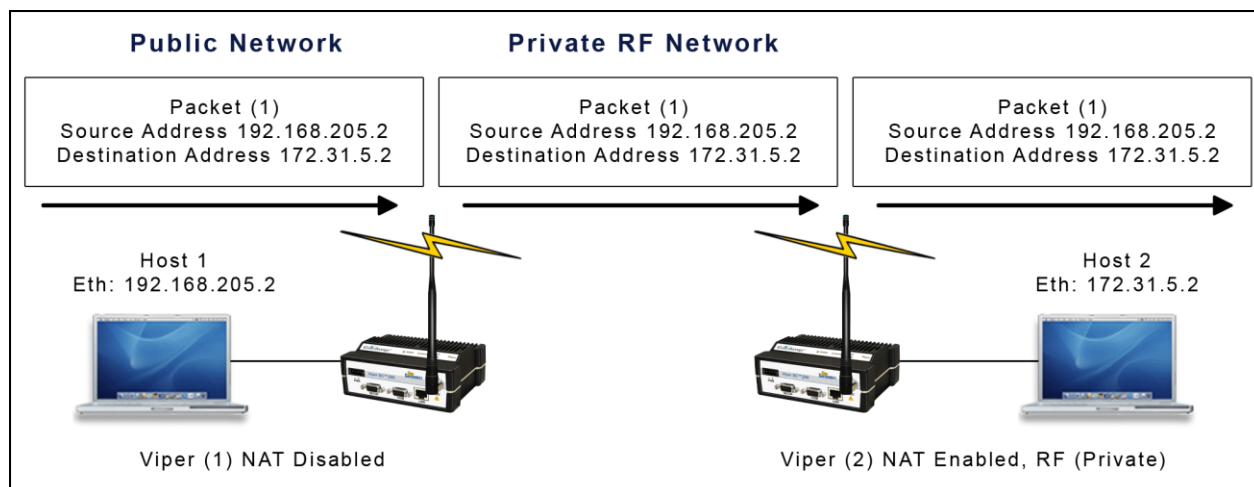 Public Network
Private RF Network
Packet (1)
Source Address 192.168.205.2
Destination Address 172.31.5.2
Packet (1)
Source Address 192.168.205.2
Destination Address 172.31.5.2
Packet (1)
Source Address 192.168.205.2
Destination Address 172.31.5.2
Host 1
Eth: 192.168.205.2
Host 2
Eth: 172.31.5.2
Viper (1) NAT Disabled
Viper (2) NAT Enabled, RF (Private)